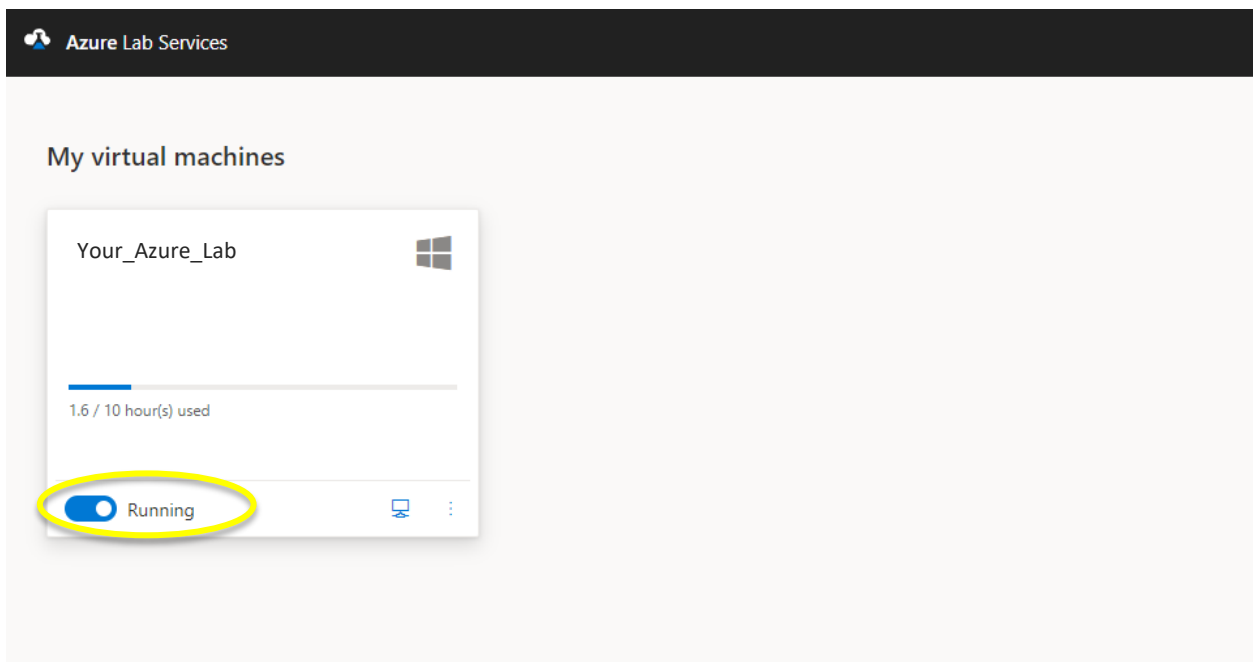 Azure Lab Services
My virtual machines
Your_Azure_Lab
1.6 / 10 hour(s) used
Running